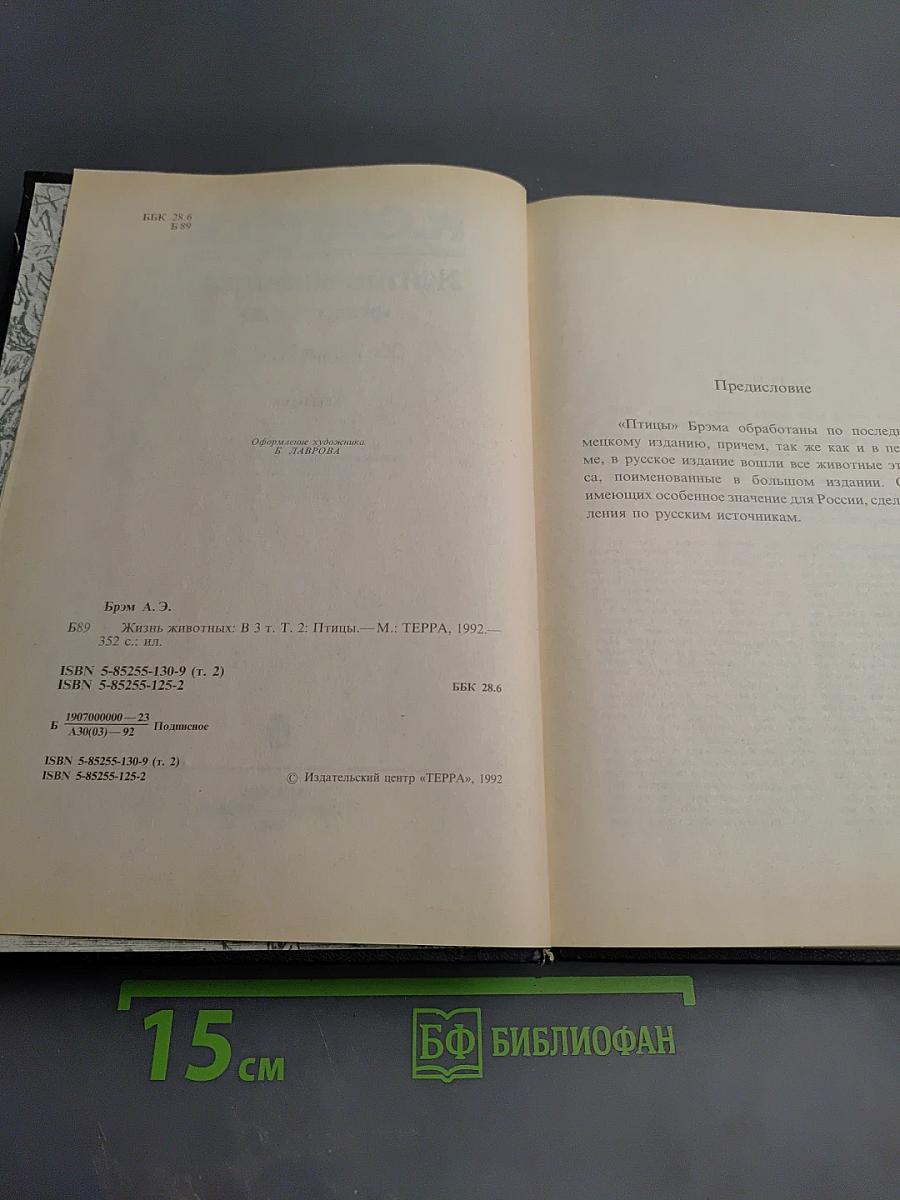 ББК 28.6
Б 89
Оформление художника
Б. ЛАВРОВА
Брэм А. Э.
Б89 Жизнь животных: В 3 т. Т. 2: Птицы.— М.: ТЕРРА, 1992.—
352 с.: ил.
ISBN 5-85255-130-9 (т. 2)
ISBN 5-85255-125-2
ББК 28.6
Б 1907000000—23
А30(03)—92 Подписное
ISBN 5-85255-130-9 (т. 2)
ISBN 5-85255-125-2
© Издательский центр «ТЕРРА», 1992
Предисловие
«Птицы» Брэма обработаны по последн
мецкому изданию, причем, так же как и в пе
ме, в русское издание вошли все животные эт
са, поименованные в большом издании. О
имеющих особенное значение для России, сдел
ления по русским источникам.
15 см
БФ БИБЛИОФАН